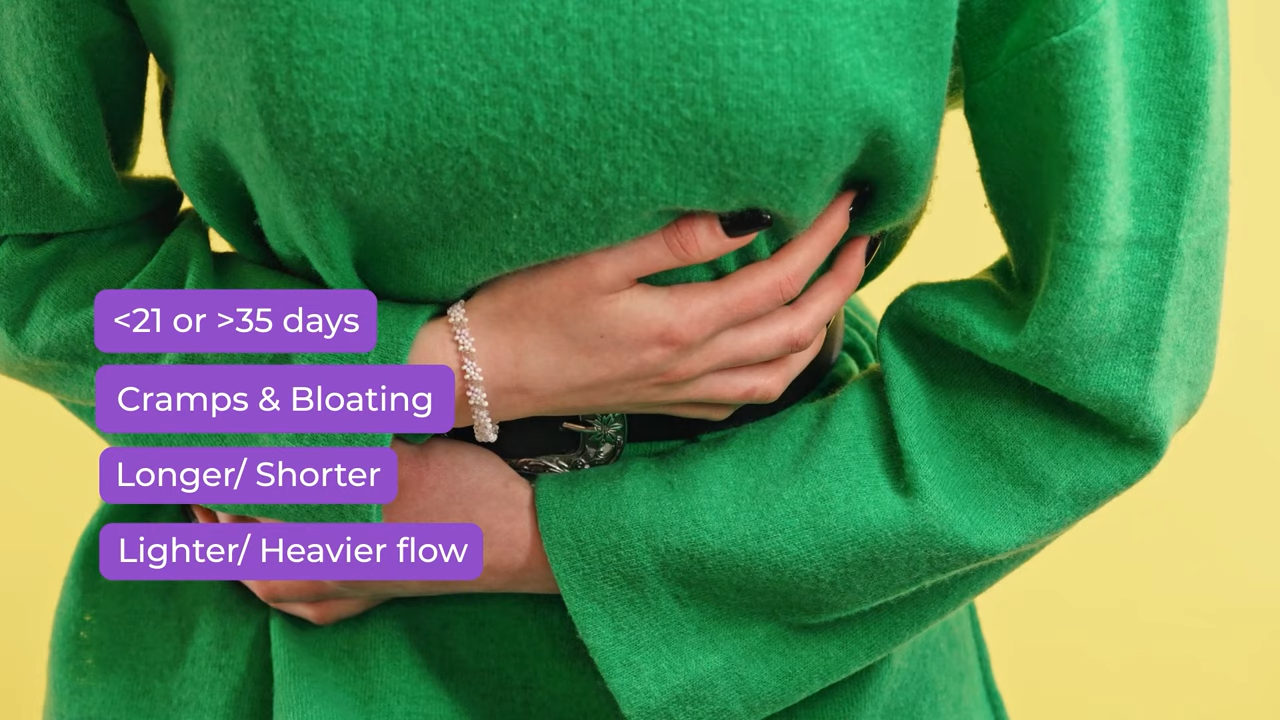 <21 or >35 days
Cramps & Bloating
Longer/ Shorter
Lighter/ Heavier flow